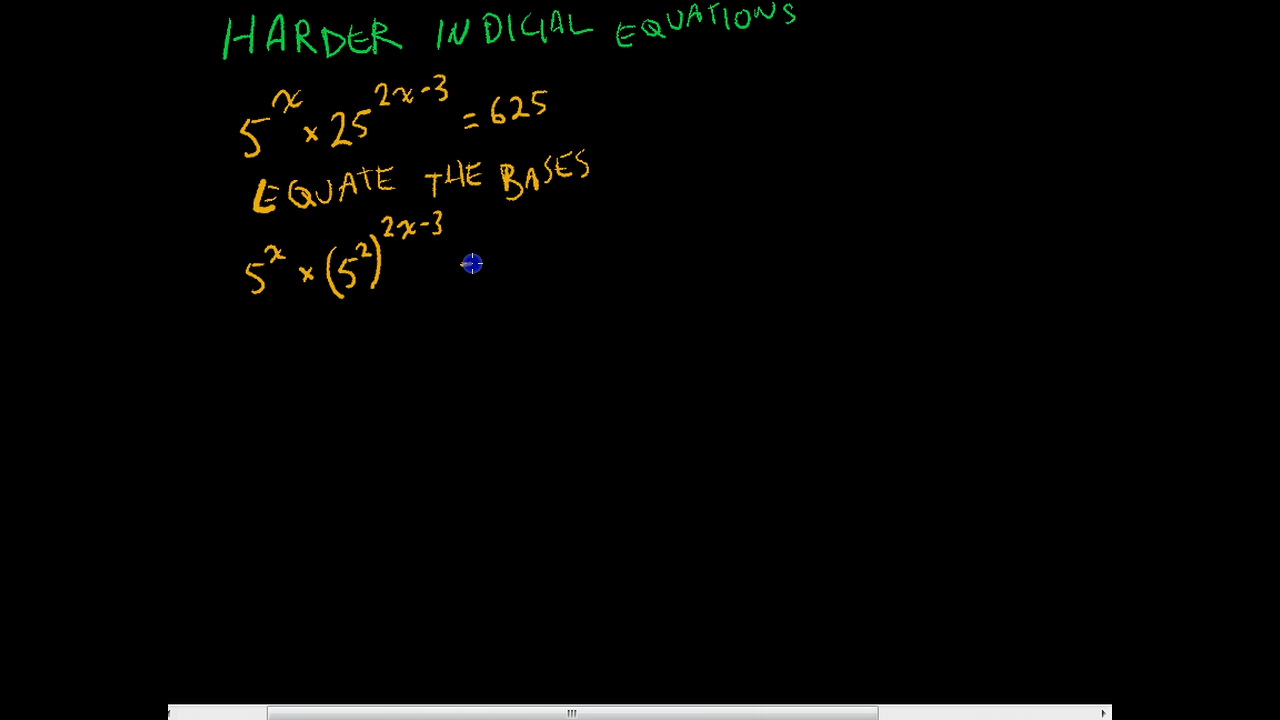 HARDER INDICIAL EQUATIONS
5^x × 25^(2x-3) = 625
EQUATE THE BASES
5^x × (5^2)^(2x-3)